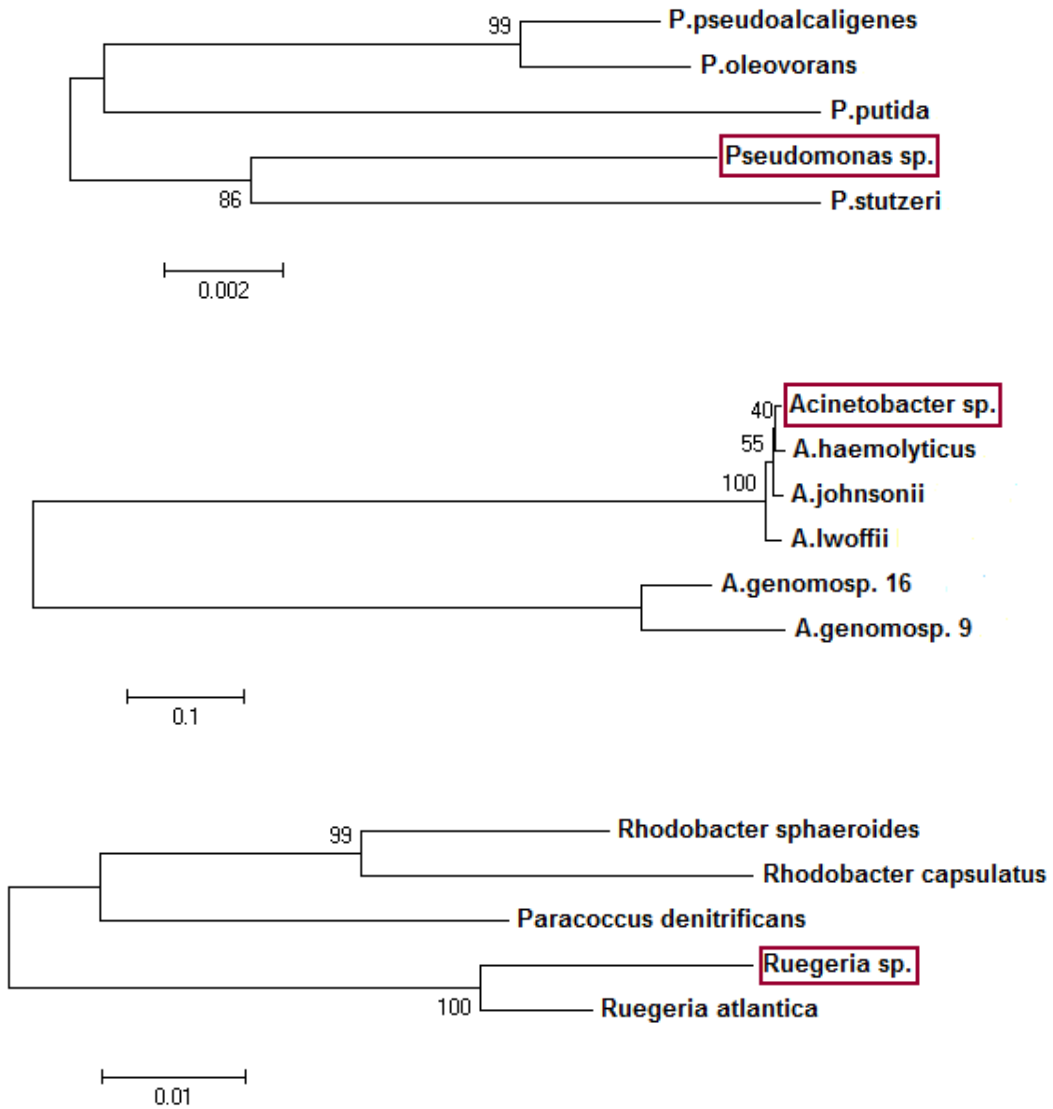 99
P.pseudoalcaligenes
P.oleovorans
P.putida
Pseudomonas sp.
86
P.stutzeri
0.002
40
Acinetobacter sp.
55
A.haemolyticus
100
A.johnsonii
A.lwoffii
A.genomosp. 16
A.genomosp. 9
0.1
99
Rhodobacter sphaeroides
Rhodobacter capsulatus
Paracoccus denitrificans
Ruegeria sp.
100
Ruegeria atlantica
0.01